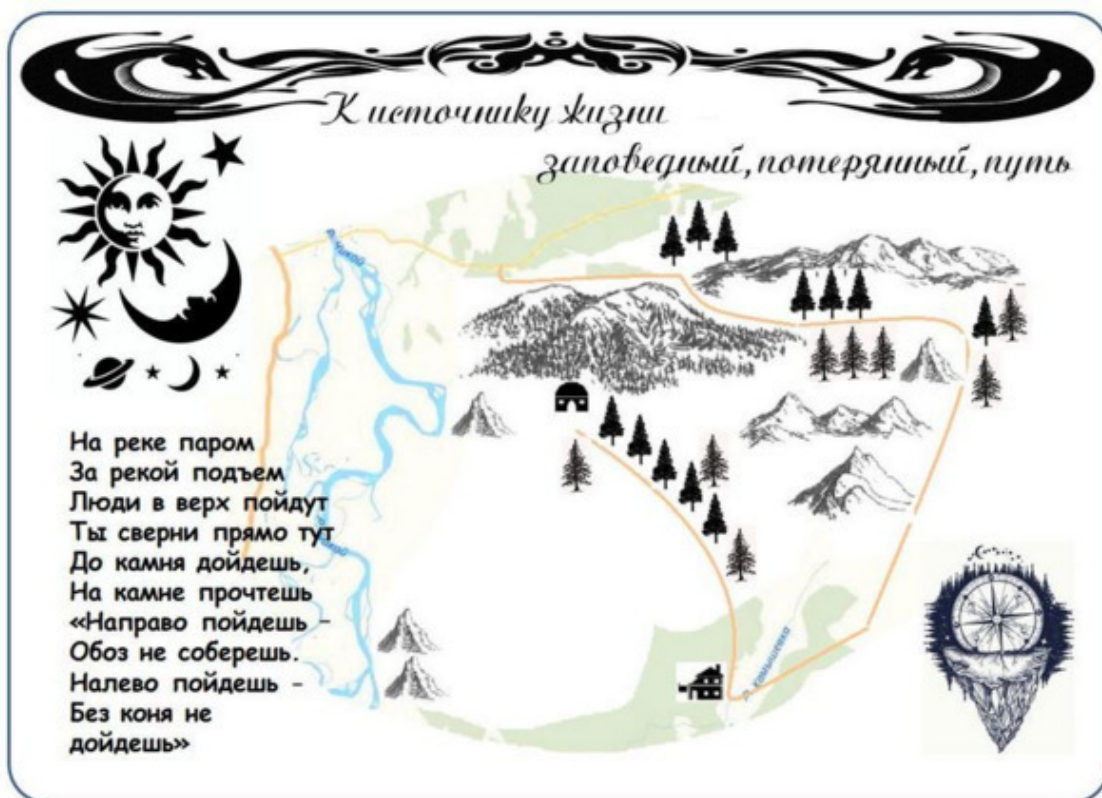 К источнику жизни
заповедный, потерянный, путь
р. Чикой
На реке паром
За рекой подъем
Люди в верх пойдут
Ты сверни прямо тут
До камня дойдешь,
На камне прочтешь
«Направо пойдешь –
Обоз не соберешь.
Налево пойдешь –
Без коня не
дойдешь»